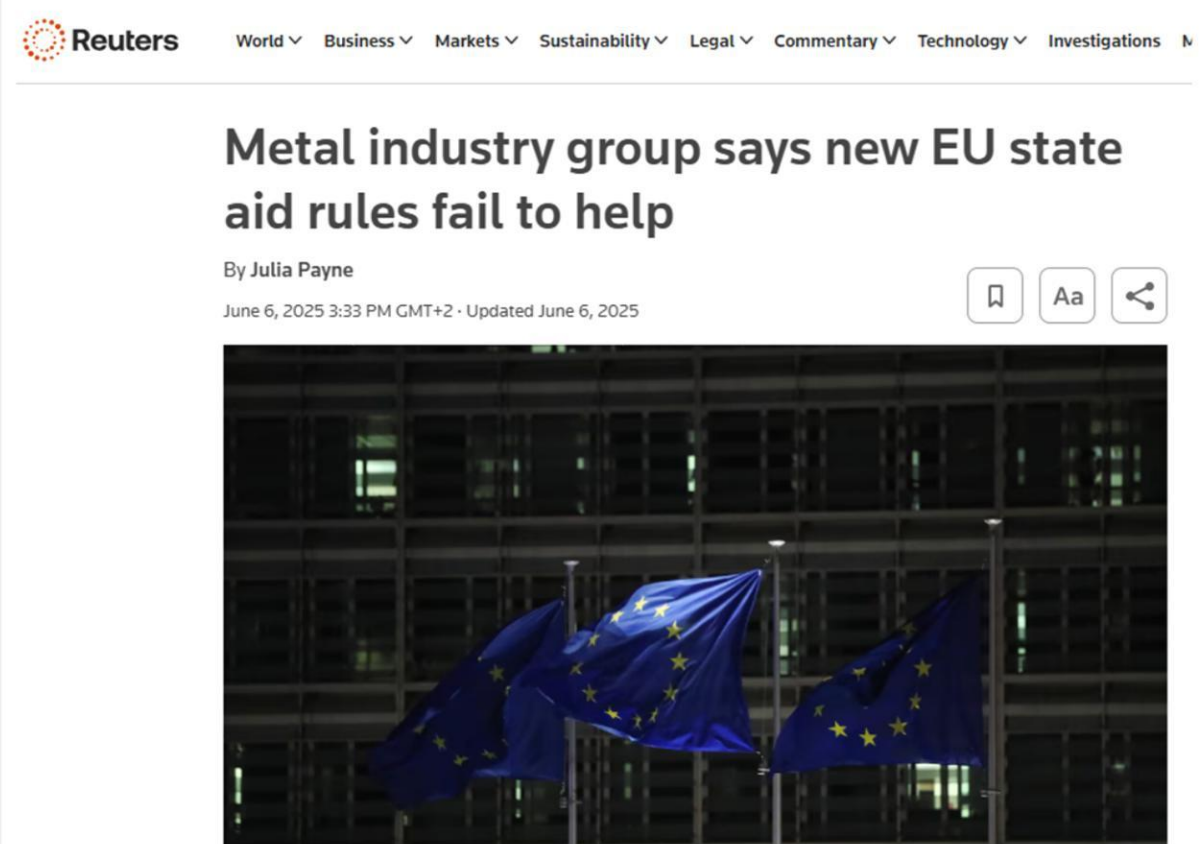 Reuters
World Business Markets Sustainability Legal Commentary Technology Investigations
Metal industry group says new EU state
aid rules fail to help
By Julia Payne
June 6, 2025 3:33 PM GMT+2 · Updated June 6, 2025
Aa